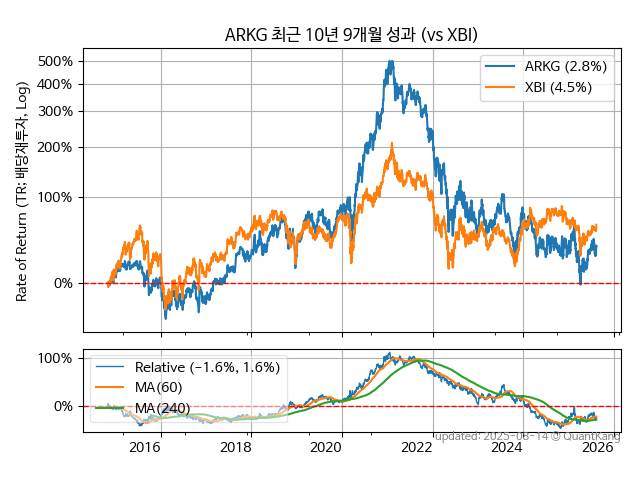 ARKG 최근 10년 9개월 성과 (vs XBI)
Rate of Return (TR: 배당재투자, Log)
500%
400%
300%
200%
100%
0%
ARKG (2.8%)
XBI (4.5%)
100%
0%
Relative (−1.6%, 1.6%)
MA(60)
MA(240)
2016
2018
2020
2022
2024
2026
updated: 2025-08-14 © QuantKang